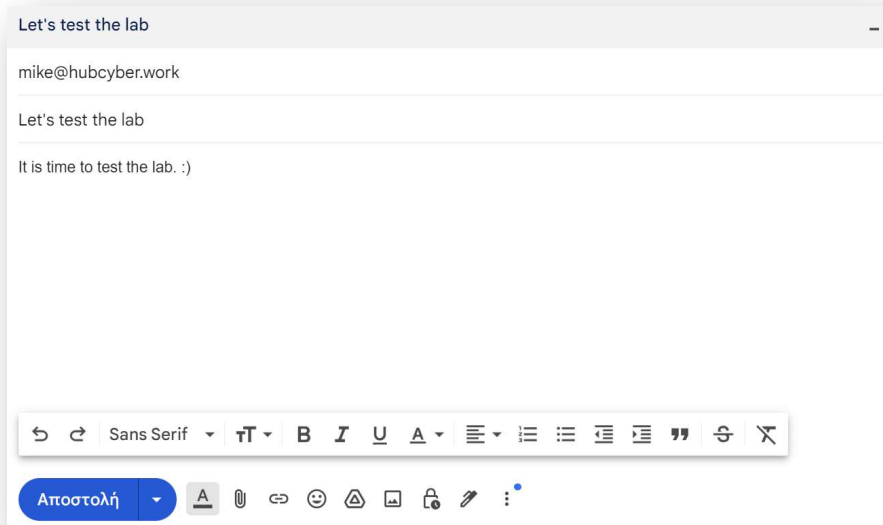 Let's test the lab
mike@hubcyber.work
Let's test the lab
It is time to test the lab. :)
Sans Serif
Αποστολή